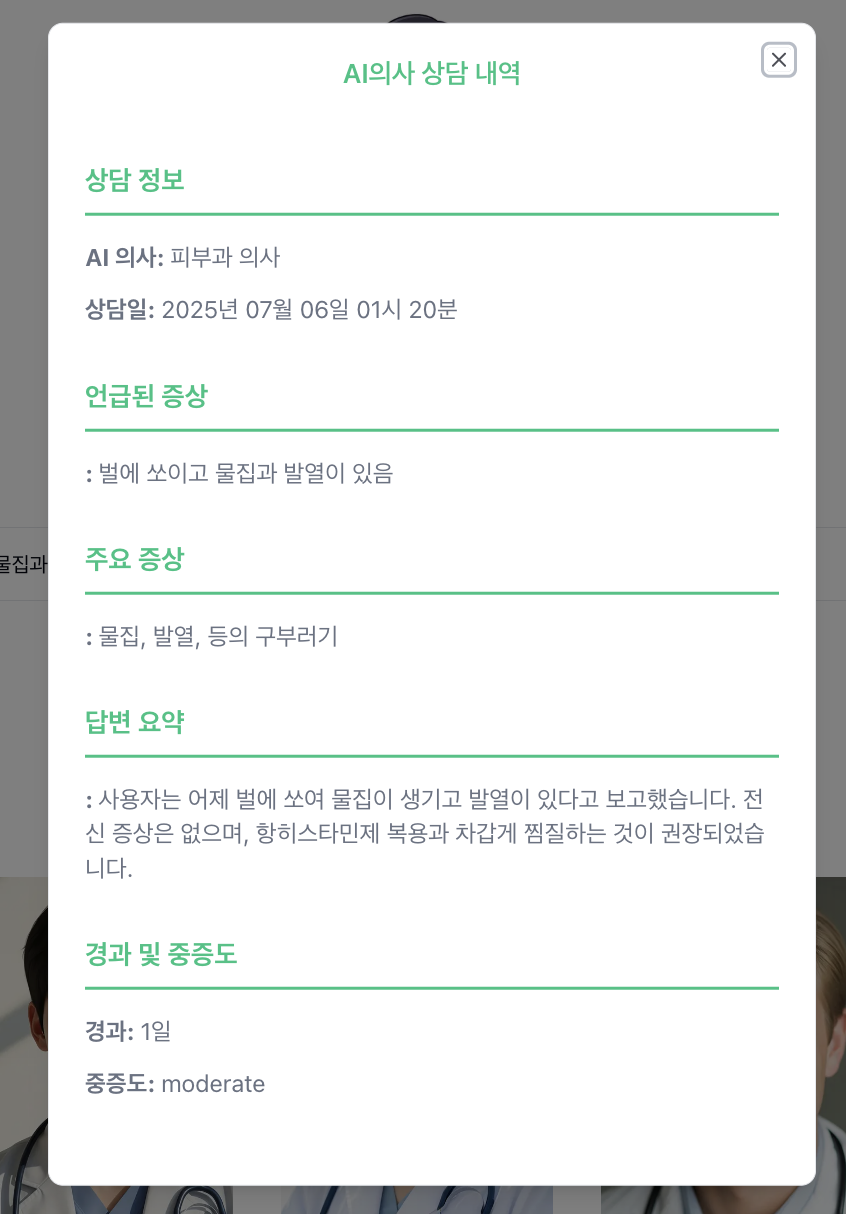 AI의사 상담 내역
상담 정보
AI 의사: 피부과 의사
상담일: 2025년 07월 06일 01시 20분
언급된 증상
: 벌에 쏘이고 물집과 발열이 있음
물집과
주요 증상
: 물집, 발열, 등의 구부러기
답변 요약
: 사용자는 어제 벌에 쏘여 물집이 생기고 발열이 있다고 보고했습니다. 전
신 증상은 없으며, 항히스타민제 복용과 차갑게 찜질하는 것이 권장되었습
니다.
경과 및 중증도
경과: 1일
중증도: moderate